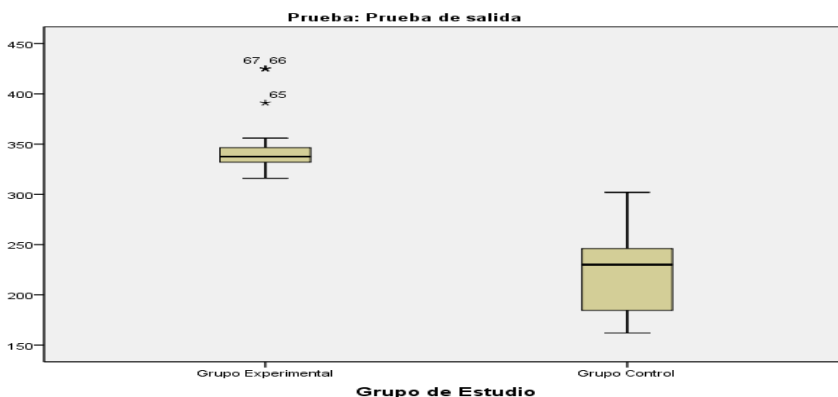 Prueba: Prueba de salida
450
67 66
400
65
350
300
250
200
150
Grupo Experimental
Grupo Control
Grupo de Estudio